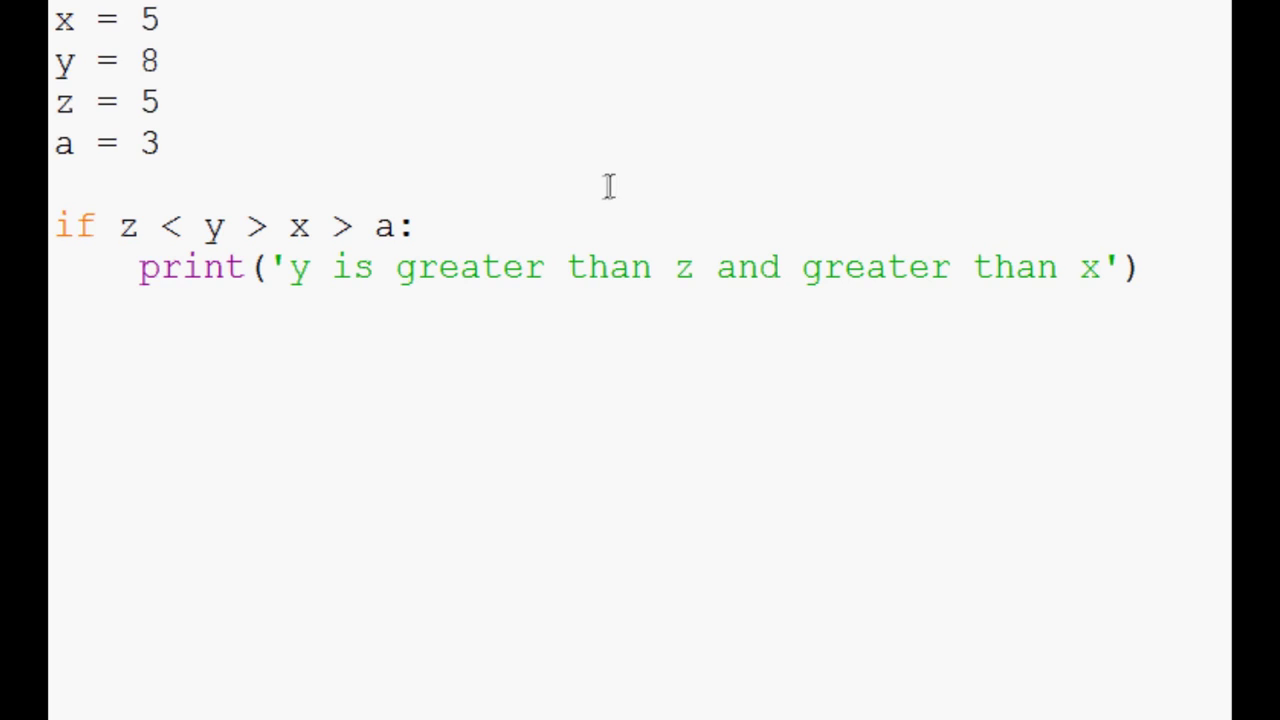 x = 5
y = 8
z = 5
a = 3
if z < y > x > a:
    print('y is greater than z and greater than x')